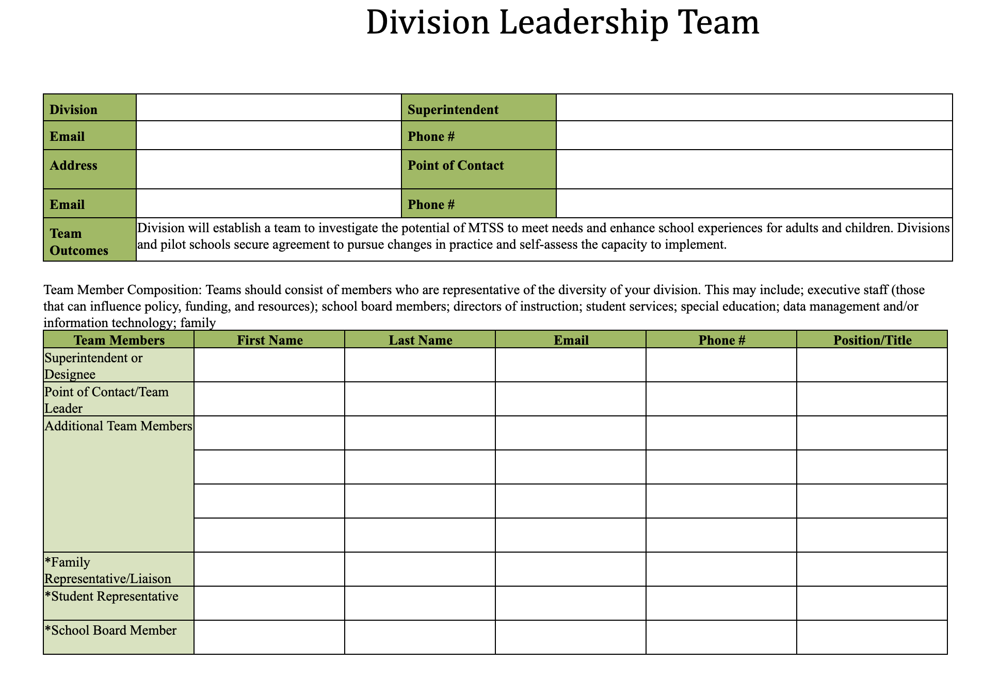 Division Leadership Team
Division Superintendent
Email Phone #
Address Point of Contact
Email Phone #
Team
Outcomes
Division will establish a team to investigate the potential of MTSS to meet needs and enhance school experiences for adults and children. Divisions
and pilot schools secure agreement to pursue changes in practice and self-assess the capacity to implement.
Team Member Composition: Teams should consist of members who are representative of the diversity of your division. This may include; executive staff (those
that can influence policy, funding, and resources); school board members; directors of instruction; student services; special education; data management and/or
information technology; family
Team Members First Name Last Name Email Phone # Position/Title
Superintendent or
Designee
Point of Contact/Team
Leader
Additional Team Members
*Family
Representative/Liaison
*Student Representative
*School Board Member